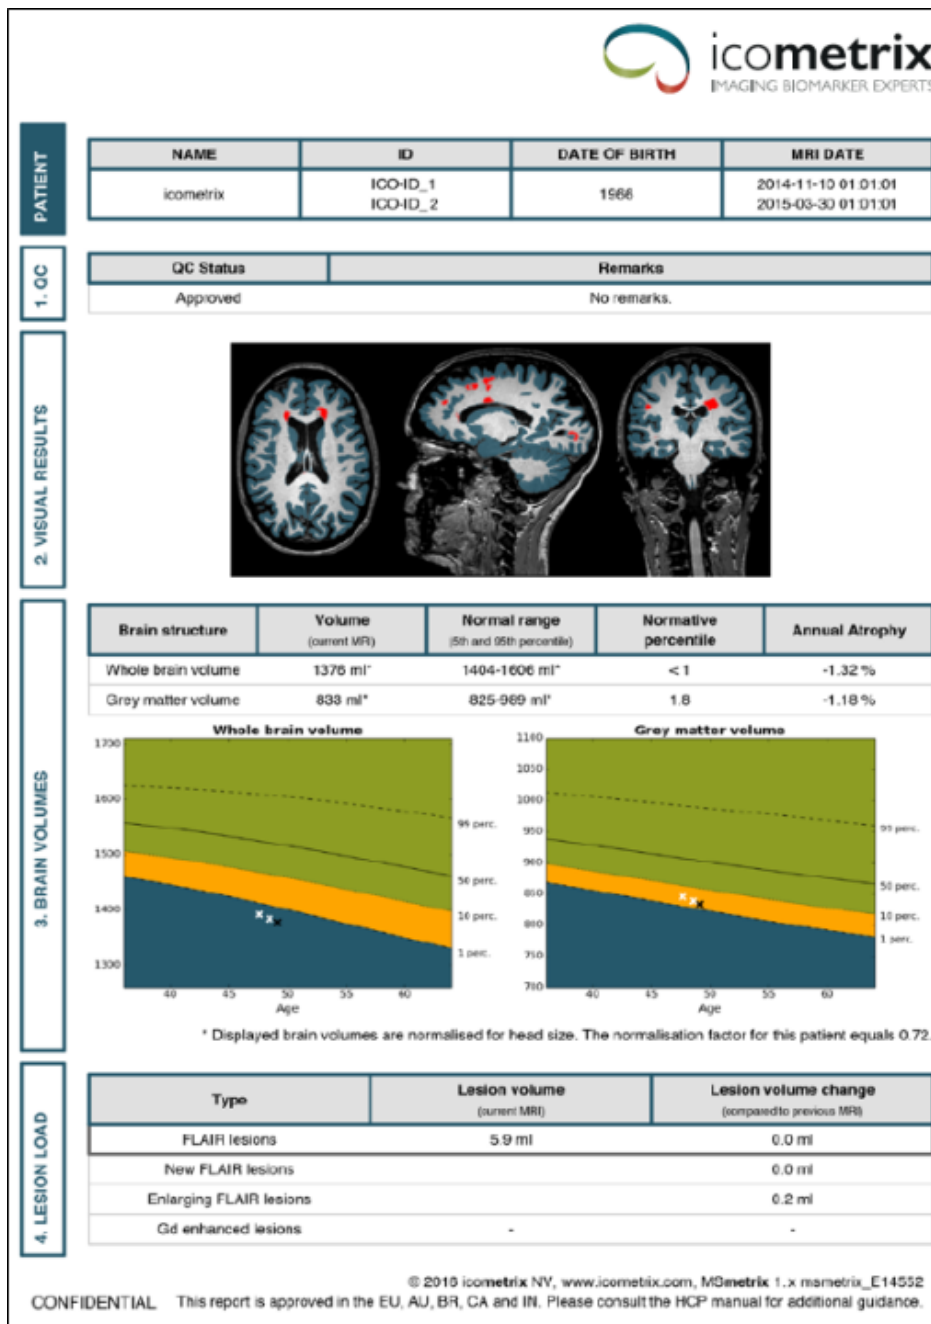 icometrix
IMAGING BIOMARKER EXPERTS
PATIENT
NAME ID DATE OF BIRTH MRI DATE
icometrix ICO-ID_1 1966 2014-11-10 01:01:01
ICO-ID_2 2015-03-30 01:01:01
1. QC
QC Status Remarks
Approved No remarks.
2. VISUAL RESULTS
3. BRAIN VOLUMES
Brain structure Volume Normal range Normative Annual Atrophy
(current MRI) (5th and 95th percentile) percentile
Whole brain volume 1376 ml* 1404-1606 ml* < 1 -1.32 %
Grey matter volume 833 ml* 825-989 ml* 1.8 -1.18 %
Whole brain volume
1700
1600
1500
1400
1300
99 perc.
50 perc.
10 perc.
1 perc.
40 45 50 55 60
Age
Grey matter volume
1100
1050
1000
950
900
850
800
750
700
99 perc.
50 perc.
10 perc.
1 perc.
40 45 50 55 60
Age
* Displayed brain volumes are normalised for head size. The normalisation factor for this patient equals 0.72.
4. LESION LOAD
Type Lesion volume Lesion volume change
(current MRI) (compared to previous MRI)
FLAIR lesions 5.9 ml 0.0 ml
New FLAIR lesions 0.0 ml
Enlarging FLAIR lesions 0.2 ml
Gd enhanced lesions - -
© 2016 icometrix NV, www.icometrix.com, MSmetrix 1.x msmetrix_E14552
CONFIDENTIAL This report is approved in the EU, AU, BR, CA and IN. Please consult the HCP manual for additional guidance.